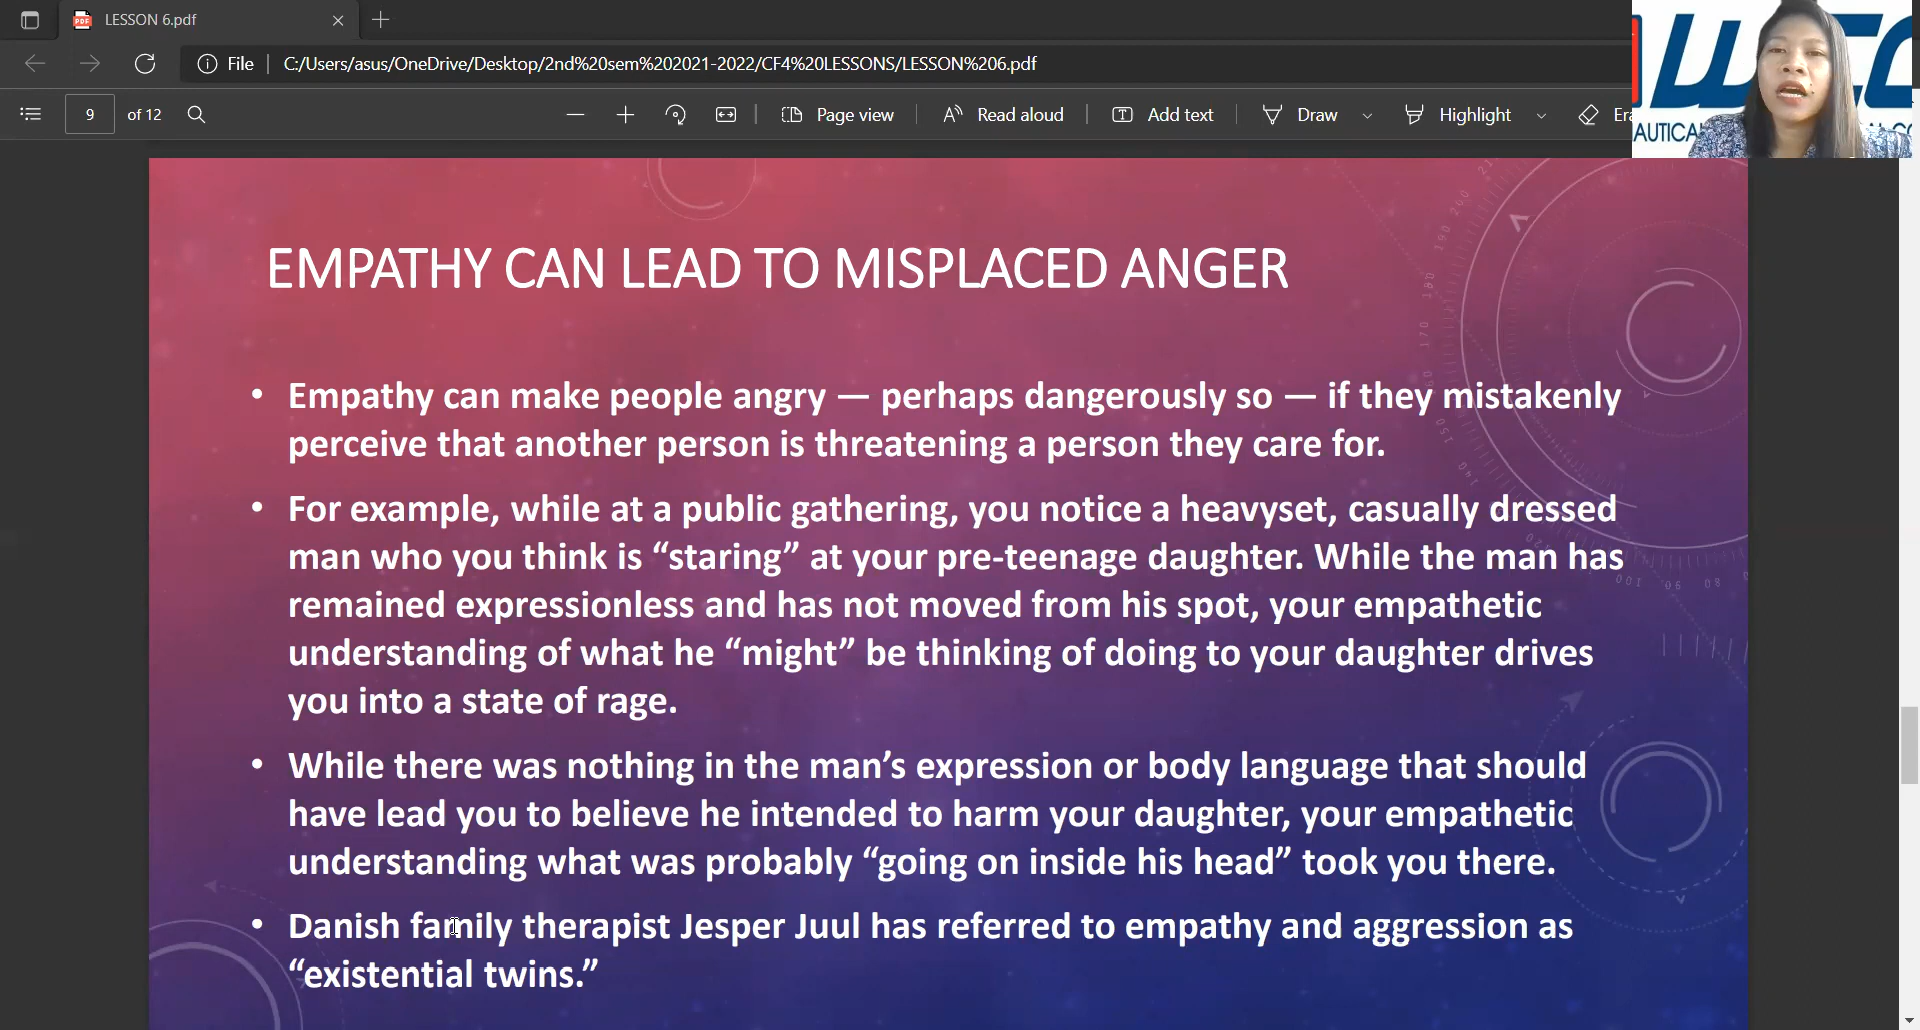 LESSON 6.pdf
File
C:/Users/asus/OneDrive/Desktop/2nd%20sem%202021-2022/CF4%20LESSONS/LESSON%206.pdf
9 of 12
Page view
Read aloud
Add text
Draw
Highlight
EMPATHY CAN LEAD TO MISPLACED ANGER
• Empathy can make people angry — perhaps dangerously so — if they mistakenly
perceive that another person is threatening a person they care for.
• For example, while at a public gathering, you notice a heavyset, casually dressed
man who you think is “staring” at your pre-teenage daughter. While the man has
remained expressionless and has not moved from his spot, your empathetic
understanding of what he “might” be thinking of doing to your daughter drives
you into a state of rage.
• While there was nothing in the man’s expression or body language that should
have lead you to believe he intended to harm your daughter, your empathetic
understanding what was probably “going on inside his head” took you there.
• Danish family therapist Jesper Juul has referred to empathy and aggression as
“existential twins.”